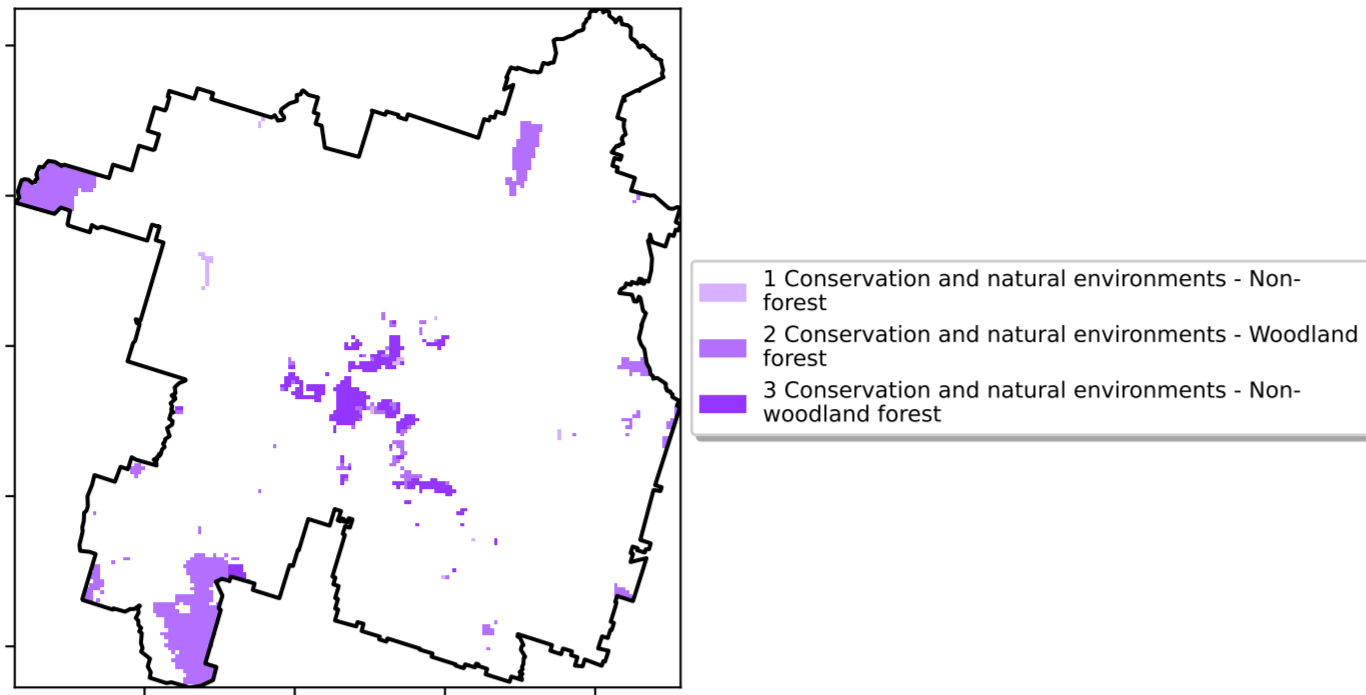 1 Conservation and natural environments - Non-
forest
2 Conservation and natural environments - Woodland
forest
3 Conservation and natural environments - Non-
woodland forest